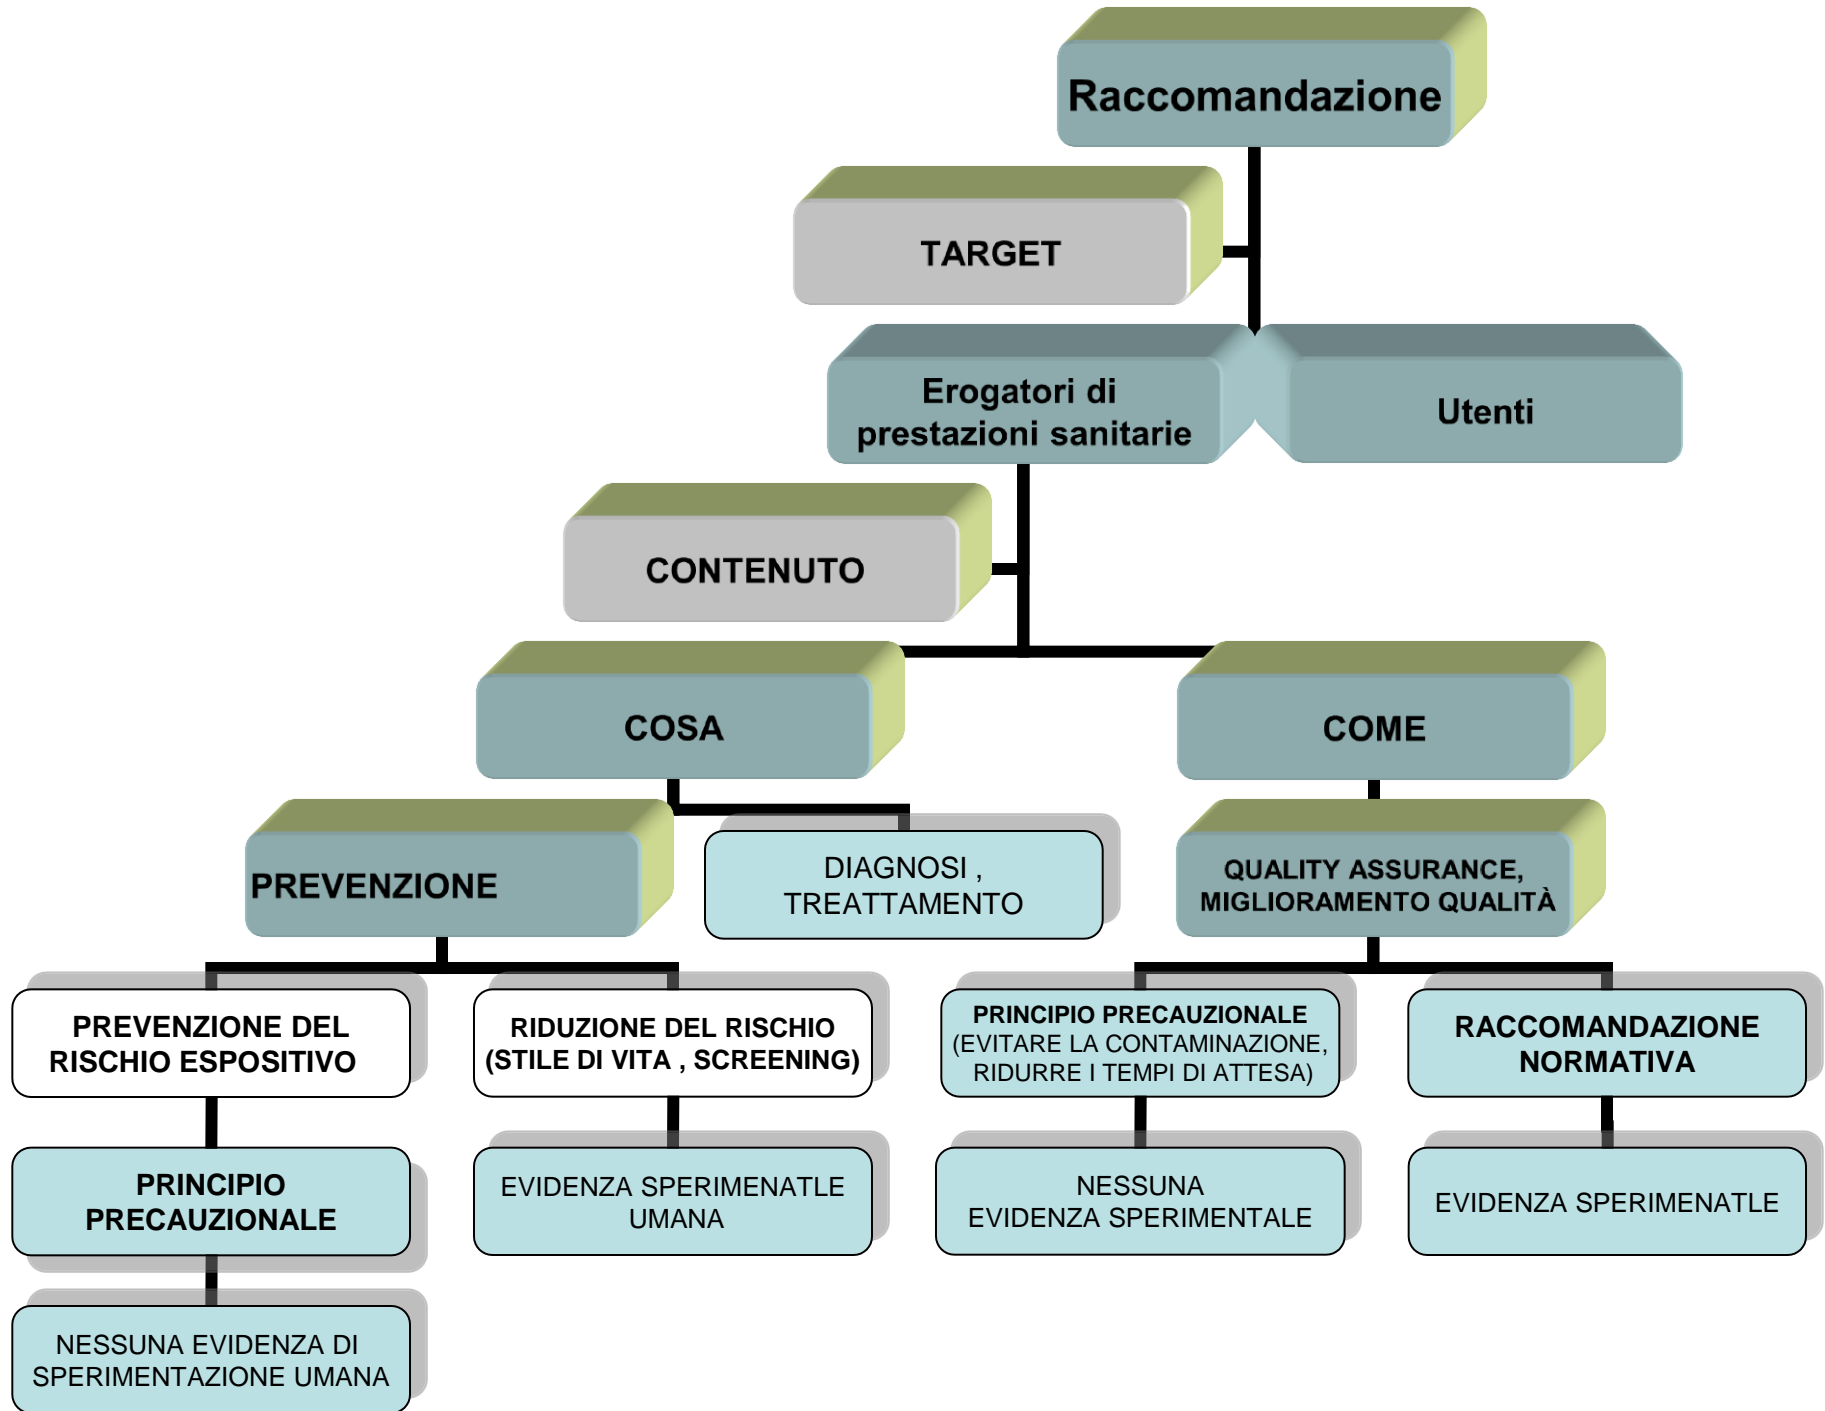 Raccomandazione
TARGET
Erogatori di
prestazioni sanitarie
Utenti
CONTENUTO
COSA
COME
PREVENZIONE
DIAGNOSI ,
TREATTAMENTO
QUALITY ASSURANCE,
MIGLIORAMENTO QUALITÀ
PREVENZIONE DEL
RISCHIO ESPOSITIVO
RIDUZIONE DEL RISCHIO
(STILE DI VITA , SCREENING)
PRINCIPIO PRECAUZIONALE
(EVITARE LA CONTAMINAZIONE,
RIDURRE I TEMPI DI ATTESA)
RACCOMANDAZIONE
NORMATIVA
PRINCIPIO
PRECAUZIONALE
EVIDENZA SPERIMENATLE
UMANA
NESSUNA
EVIDENZA SPERIMENTALE
EVIDENZA SPERIMENATLE
NESSUNA EVIDENZA DI
SPERIMENTAZIONE UMANA